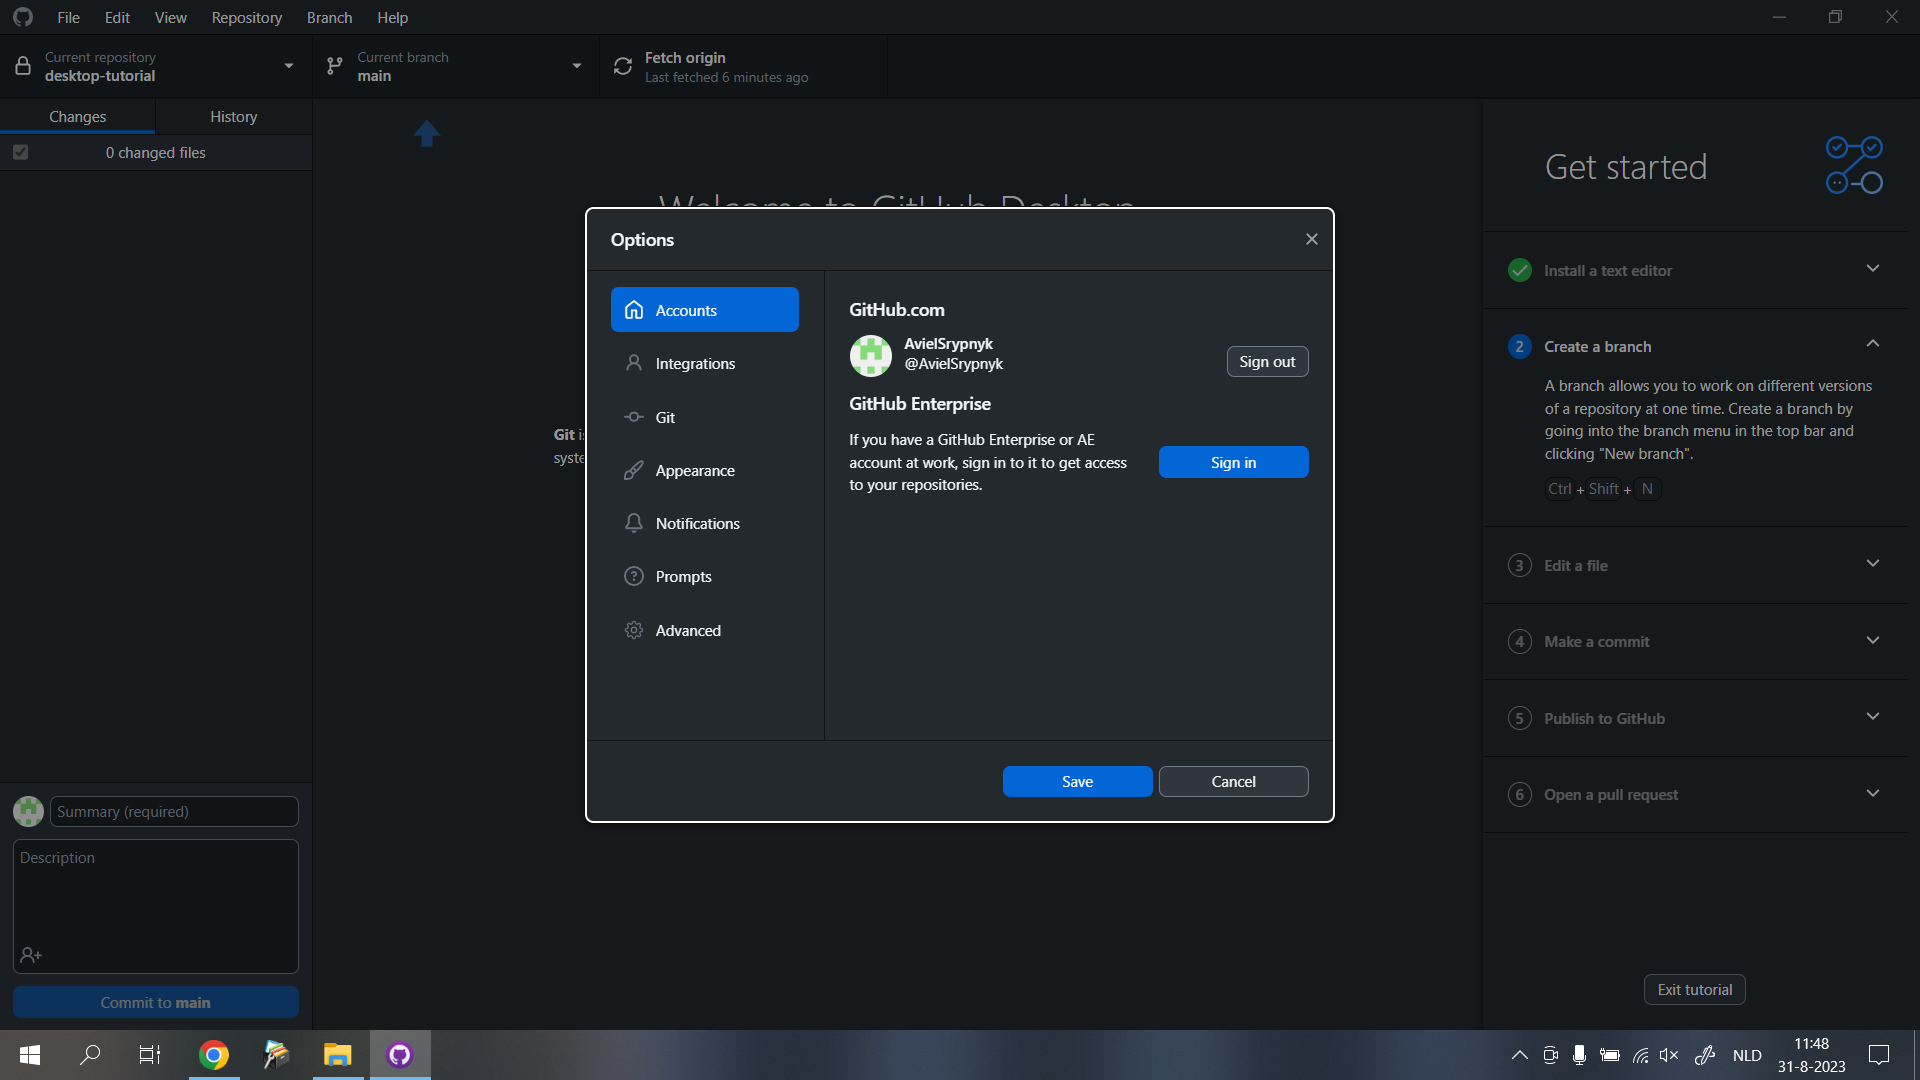 File Edit View Repository Branch Help
Current repository
desktop-tutorial
Current branch
main
Fetch origin
Last fetched 6 minutes ago
Changes
History
0 changed files
Welcome to GitHub Desktop
Git
Options
Accounts
Integrations
Git
Appearance
Notifications
Prompts
Advanced
GitHub.com
AvielSrypnyk
@AvielSrypnyk
Sign out
GitHub Enterprise
If you have a GitHub Enterprise or AE
account at work, sign in to it to get access
to your repositories.
Sign in
Save
Cancel
Get started
Install a text editor
2 Create a branch
A branch allows you to work on different versions
of a repository at one time. Create a branch by
going into the branch menu in the top bar and
clicking "New branch".
Ctrl + Shift + N
3 Edit a file
4 Make a commit
5 Publish to GitHub
6 Open a pull request
Exit tutorial
Summary (required)
Description
Commit to main
NLD
11:48
31-8-2023